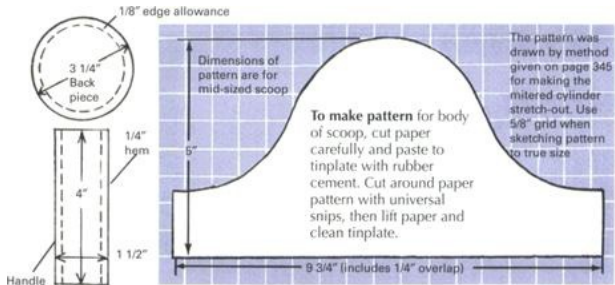 1/8" edge allowance
3 1/4"
Back
piece
1/4"
hem
4"
1 1/2"
Handle
Dimensions of
pattern are for
mid-sized scoop
5"
To make pattern for body
of scoop, cut paper
carefully and paste to
tinplate with rubber
cement. Cut around paper
pattern with universal
snips, then lift paper and
clean tinplate.
The pattern was
drawn by method
given on page 345
for making the
mitered cylinder
stretch-out. Use
5/8" grid when
sketching pattern
to true size
9 3/4" (includes 1/4" overlap)